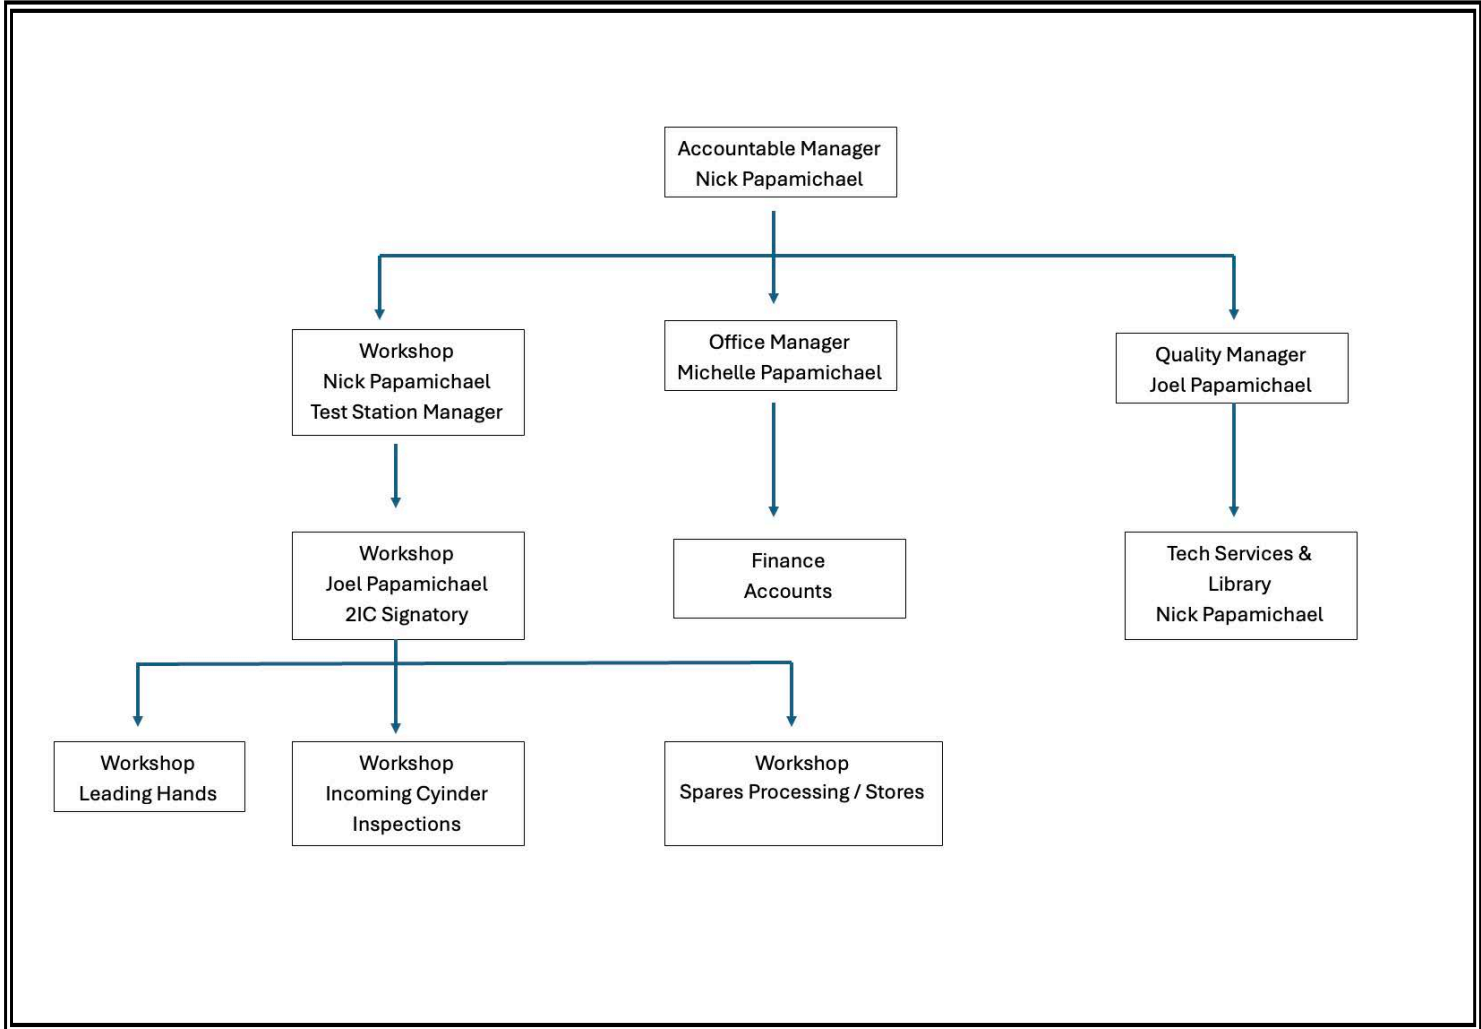 Accountable Manager
Nick Papamichael
Workshop
Nick Papamichael
Test Station Manager
Office Manager
Michelle Papamichael
Quality Manager
Joel Papamichael
Workshop
Joel Papamichael
2IC Signatory
Finance
Accounts
Tech Services &
Library
Nick Papamichael
Workshop
Leading Hands
Workshop
Incoming Cyinder
Inspections
Workshop
Spares Processing / Stores